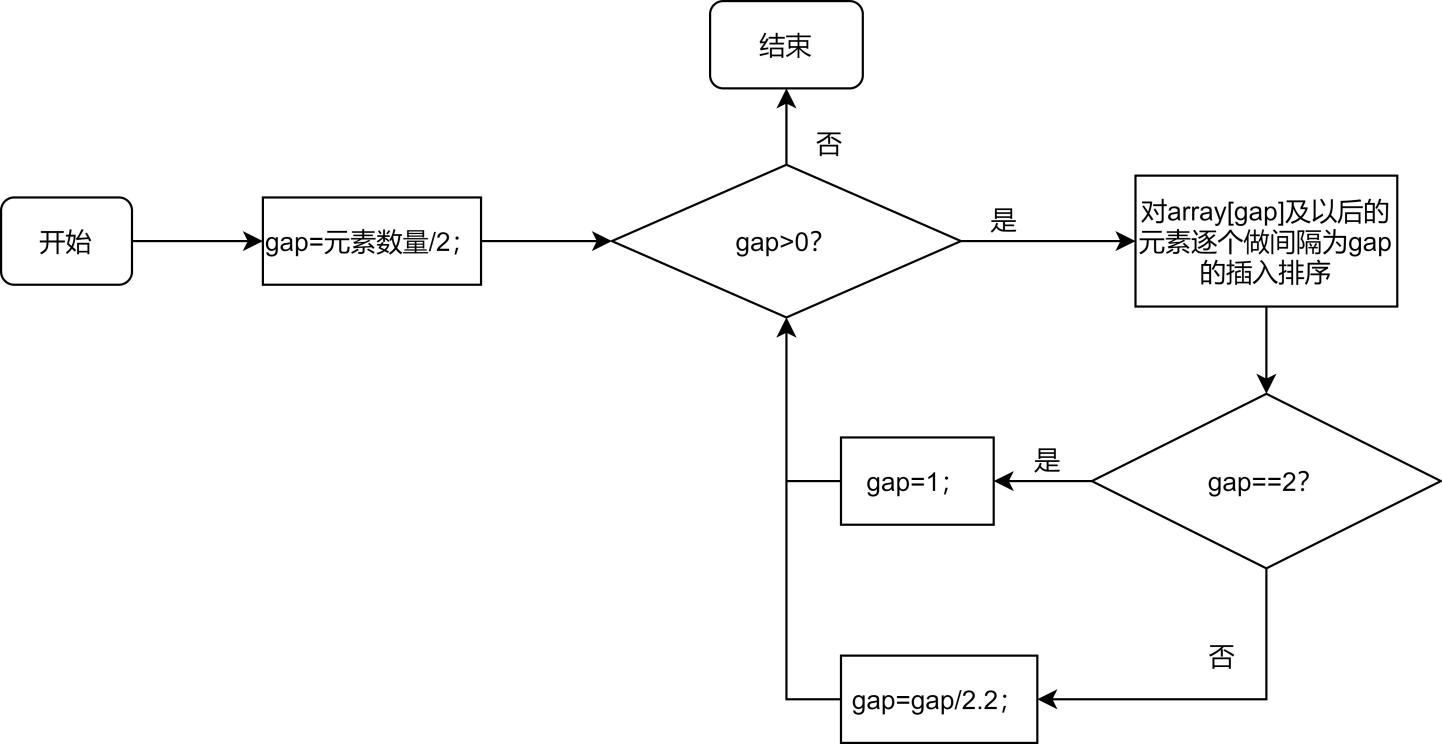 结束
否
开始
gap=元素数量/2；
gap>0？
是
对array[gap]及以后的
元素逐个做间隔为gap
的插入排序
gap==2？
是
gap=1；
否
gap=gap/2.2；